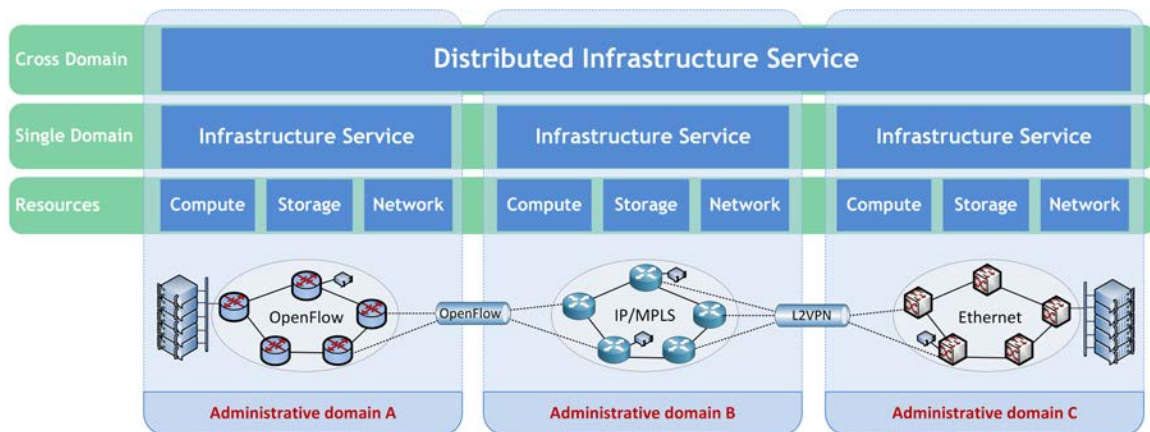 Cross Domain
Distributed Infrastructure Service
Single Domain
Infrastructure Service
Infrastructure Service
Infrastructure Service
Resources
Compute
Storage
Network
Compute
Storage
Network
Compute
Storage
Network
OpenFlow
OpenFlow
IP/MPLS
L2VPN
Ethernet
Administrative domain A
Administrative domain B
Administrative domain C